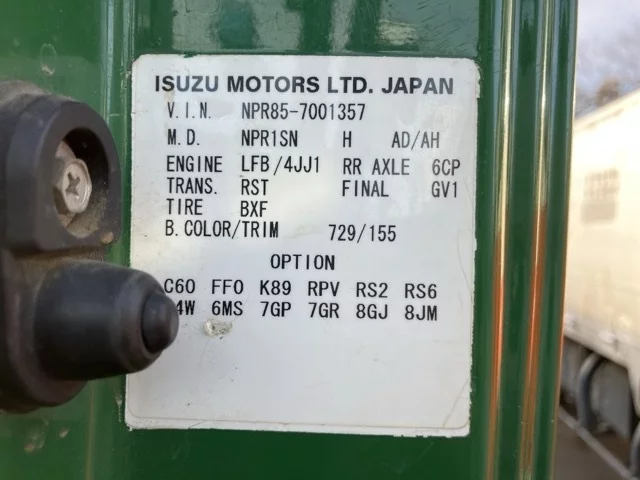 ISUZU MOTORS LTD. JAPAN
V.I.N. NPR85-7001357
M.D. NPR1SN H AD/AH
ENGINE LFB/4JJ1 RR AXLE 6CP
TRANS. RST FINAL GV1
TIRE BXF
B.COLOR/TRIM 729/155
OPTION
C60 FF0 K89 RPV RS2 RS6
4W 6MS 7GP 7GR 8GJ 8JM